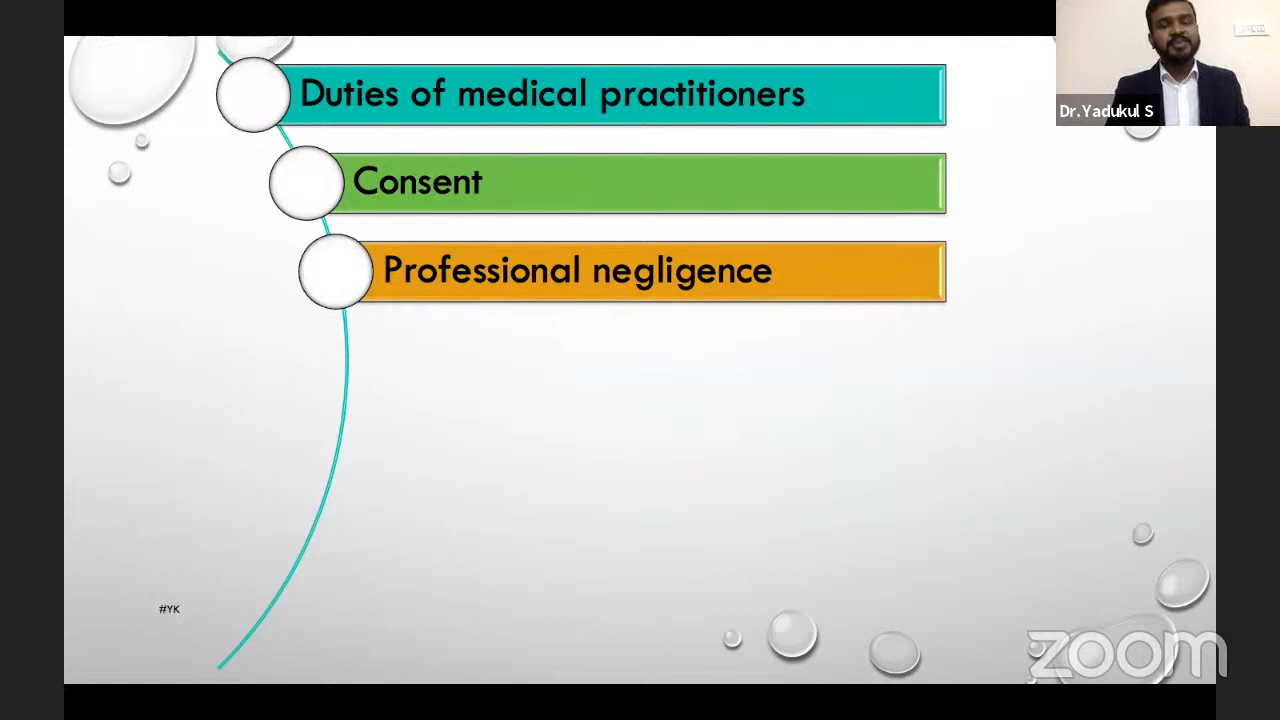 Duties of medical practitioners
Dr.Yadukul S
Consent
Professional negligence
#YK
zoom